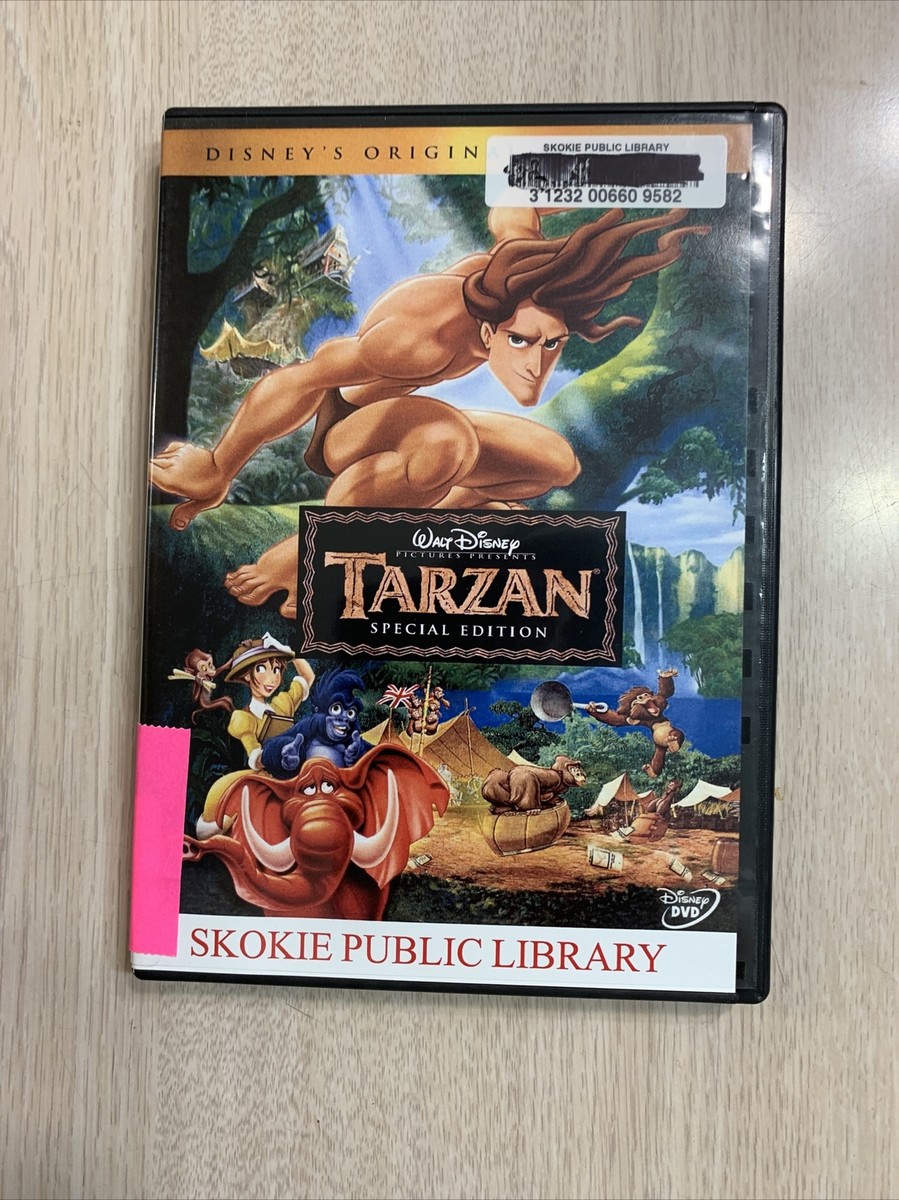 DISNEY'S ORIGIN
SKOKIE PUBLIC LIBRARY
3 1232 00660 9582
WALT DISNEY
PICTURES PRESENTS
TARZAN®
SPECIAL EDITION
DISNEY
DVD
SKOKIE PUBLIC LIBRARY